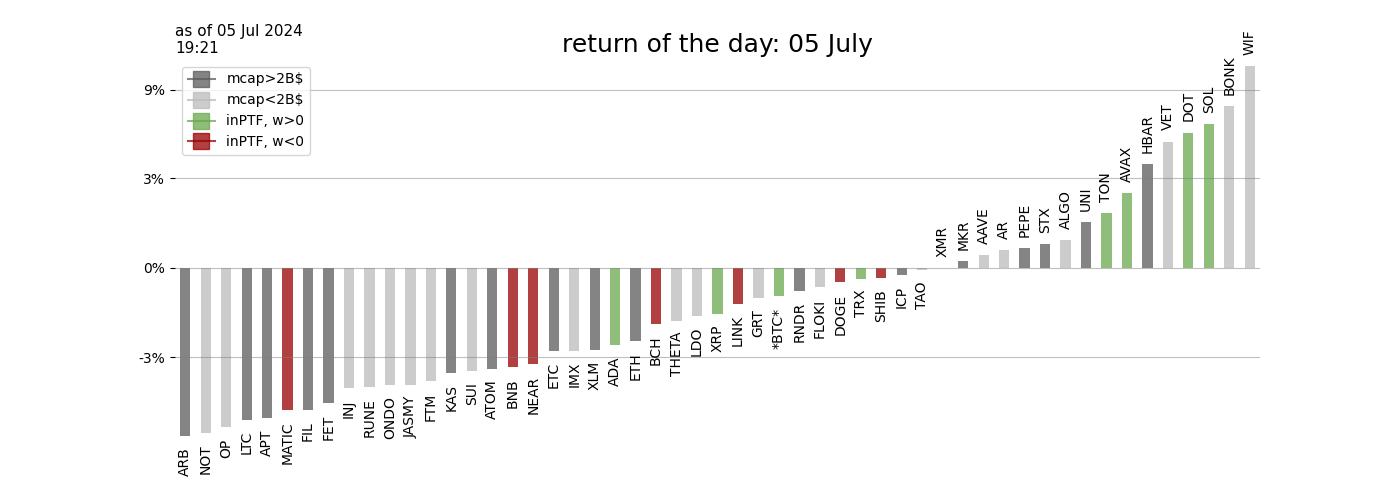 as of 05 Jul 2024
19:21
return of the day: 05 July
mcap>2B$
mcap<2B$
inPTF, w>0
inPTF, w<0
9%
3%
0%
-3%
ARB
NOT
OP
LTC
APT
MATIC
FIL
FET
INJ
RUNE
ONDO
JASMY
FTM
KAS
SUI
ATOM
BNB
NEAR
ETC
IMX
XLM
ADA
ETH
BCH
THETA
LDO
XRP
LINK
GRT
*BTC*
RNDR
FLOKI
DOGE
TRX
SHIB
ICP
TAO
XMR
MKR
AAVE
AR
PEPE
STX
ALGO
UNI
TON
AVAX
HBAR
VET
DOT
SOL
BONK
WIF